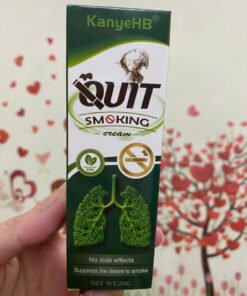 KanyeHB®
QUIT
SMOKING
cream
No side effects
Suppress the desire to smoke
NET WT:20G